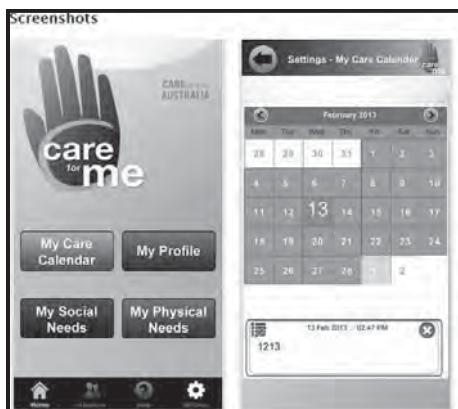 Screenshots
CARERS
AUSTRALIA
care
for
me
My Care
Calendar
My Profile
My Social
Needs
My Physical
Needs
Home
Settings - My Care Calender
care
me
February 2013
Mon Tue Wed Thu Fri Sat Sun
28 29 30 31 1 2 3
4 5 6 7 8 9 10
11 12 13 14 15 16 17
18 19 20 21 22 23 24
25 26 27 28 1 2
13 Feb 2013 02:47 PM
1213